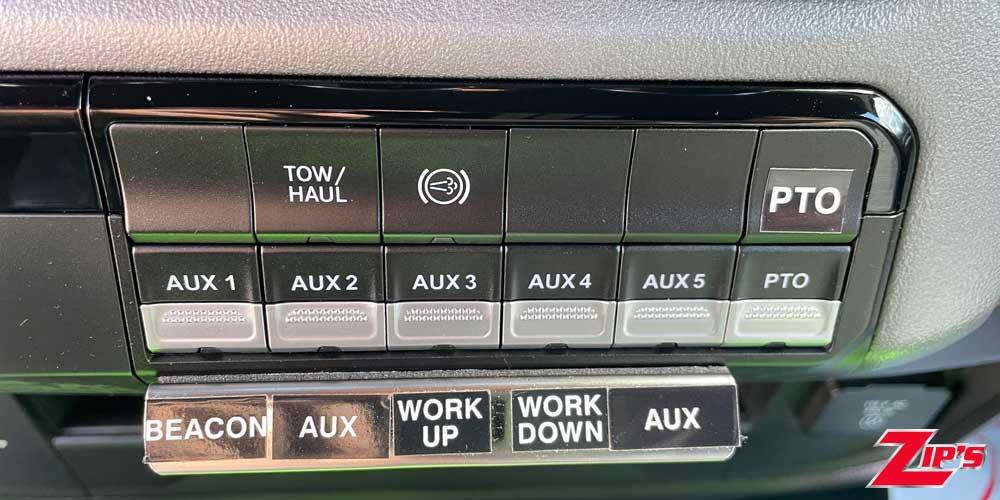 TOW/
HAUL
PTO
AUX 1 AUX 2 AUX 3 AUX 4 AUX 5 PTO
BEACON AUX WORK UP WORK DOWN AUX
ZIP'S